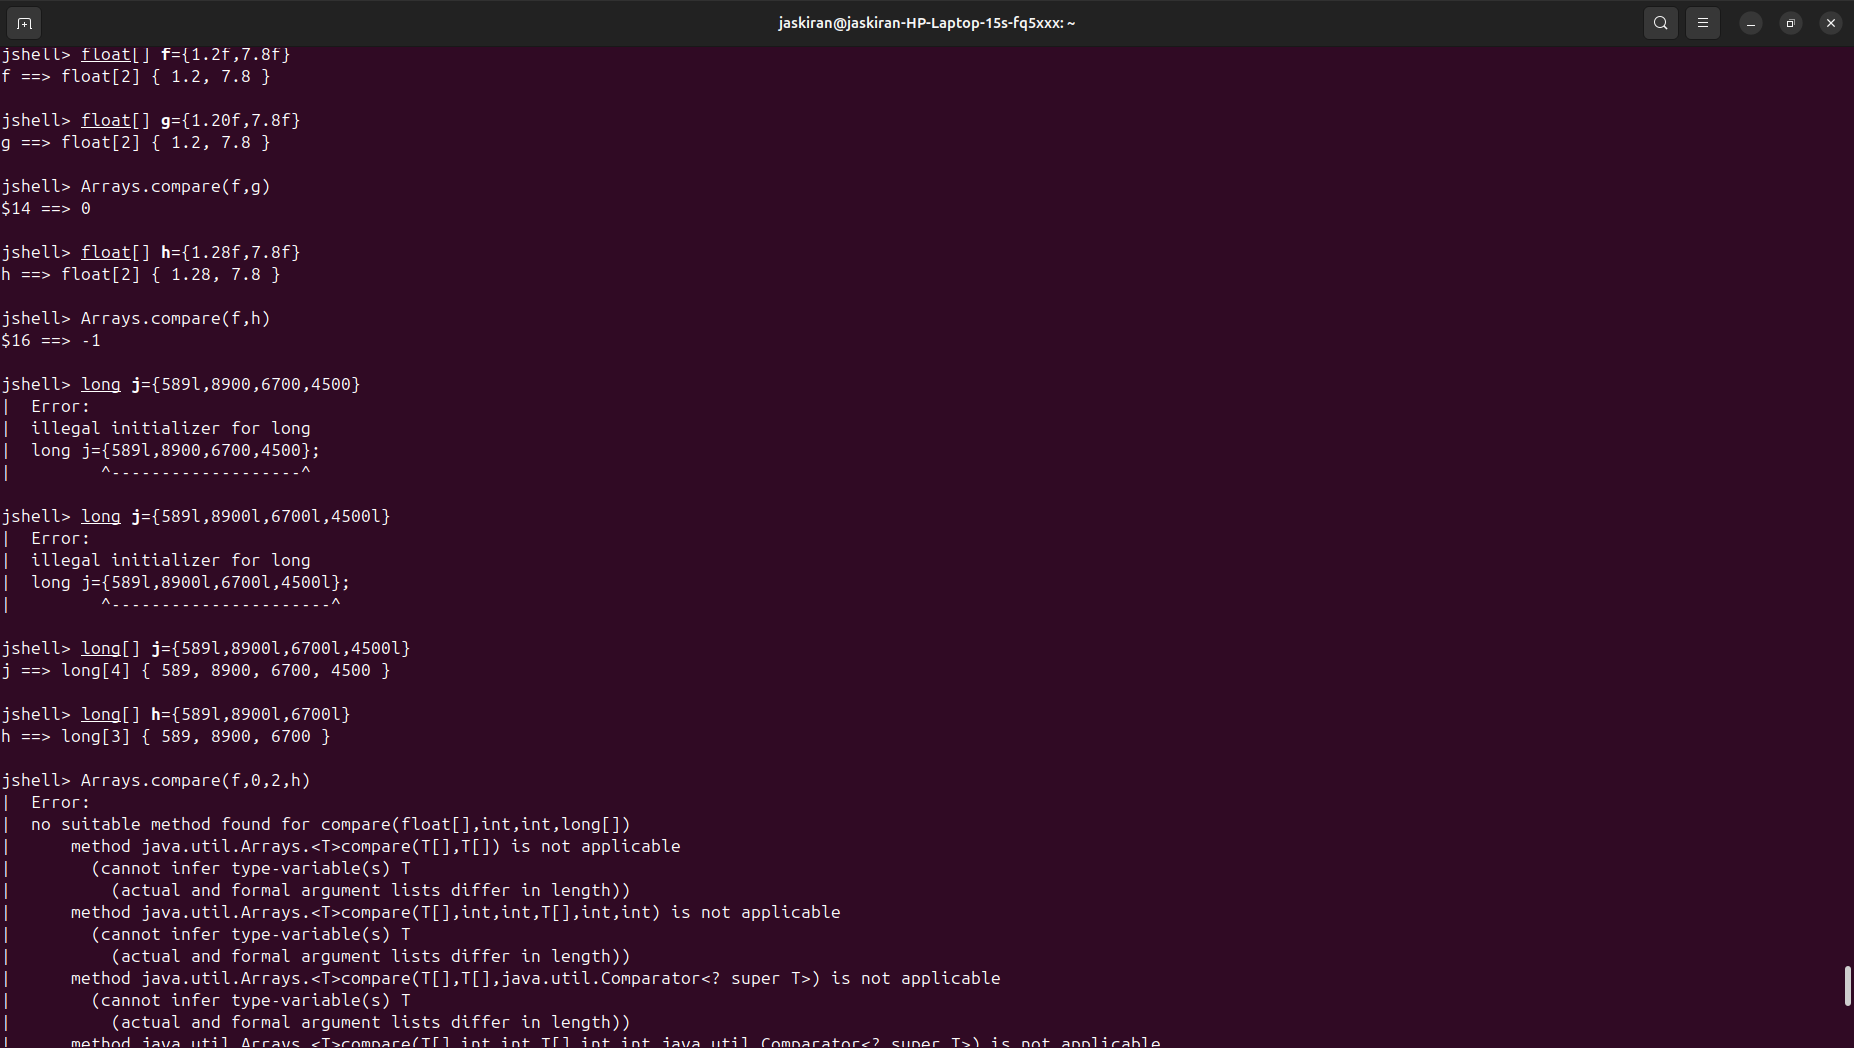 jaskiran@jaskiran-HP-Laptop-15s-fq5xxx: ~
jshell> float[] f={1.2f,7.8f}
f ==> float[2] { 1.2, 7.8 }
jshell> float[] g={1.20f,7.8f}
g ==> float[2] { 1.2, 7.8 }
jshell> Arrays.compare(f,g)
$14 ==> 0
jshell> float[] h={1.28f,7.8f}
h ==> float[2] { 1.28, 7.8 }
jshell> Arrays.compare(f,h)
$16 ==> -1
jshell> long j={589l,8900,6700,4500}
|  Error:
|  illegal initializer for long
|  long j={589l,8900,6700,4500};
|         ^-------------------^
jshell> long j={589l,8900l,6700l,4500l}
|  Error:
|  illegal initializer for long
|  long j={589l,8900l,6700l,4500l};
|         ^----------------------^
jshell> long[] j={589l,8900l,6700l,4500l}
j ==> long[4] { 589, 8900, 6700, 4500 }
jshell> long[] h={589l,8900l,6700l}
h ==> long[3] { 589, 8900, 6700 }
jshell> Arrays.compare(f,0,2,h)
|  Error:
|  no suitable method found for compare(float[],int,int,long[])
|      method java.util.Arrays.<T>compare(T[],T[]) is not applicable
|        (cannot infer type-variable(s) T
|          (actual and formal argument lists differ in length))
|      method java.util.Arrays.<T>compare(T[],int,int,T[],int,int) is not applicable
|        (cannot infer type-variable(s) T
|          (actual and formal argument lists differ in length))
|      method java.util.Arrays.<T>compare(T[],T[],java.util.Comparator<? super T>) is not applicable
|        (cannot infer type-variable(s) T
|          (actual and formal argument lists differ in length))
|      method java.util.Arrays.<T>compare(T[],int,int,T[],int,int,java.util.Comparator<? super T>) is not applicable